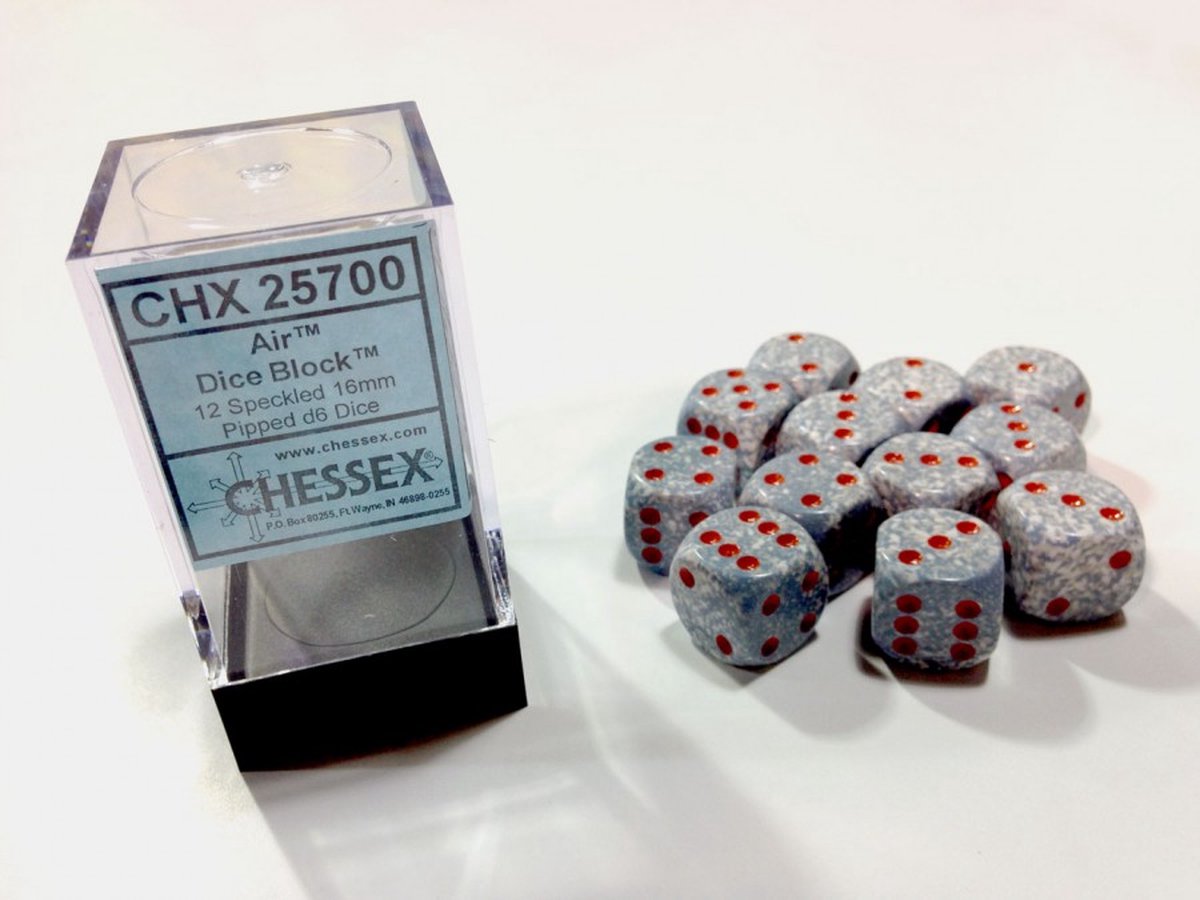 CHX 25700
Air™
Dice Block™
12 Speckled 16mm
Pipped d6 Dice
www.chessex.com
CHESSEX®
P.O.Box 80255, Ft.Wayne, IN 46898-0255